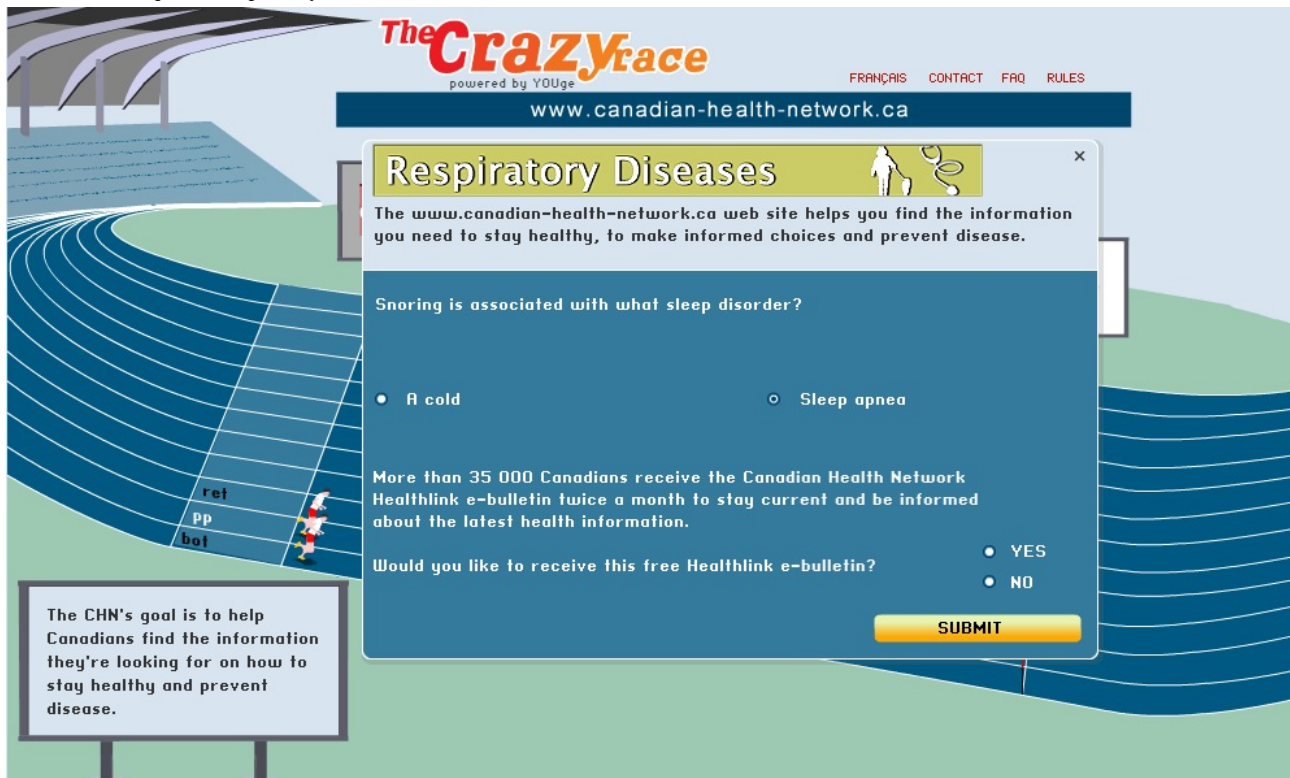 The Crazy race
powered by YOUge
FRANÇAIS CONTACT FAQ RULES
www.canadian-health-network.ca
Respiratory Diseases
×
The www.canadian-health-network.ca web site helps you find the information
you need to stay healthy, to make informed choices and prevent disease.
Snoring is associated with what sleep disorder?
A cold
Sleep apnea
More than 35 000 Canadians receive the Canadian Health Network
Healthlink e-bulletin twice a month to stay current and be informed
about the latest health information.
Would you like to receive this free Healthlink e-bulletin?
YES
NO
SUBMIT
ret
pp
bot
The CHN's goal is to help
Canadians find the information
they're looking for on how to
stay healthy and prevent
disease.